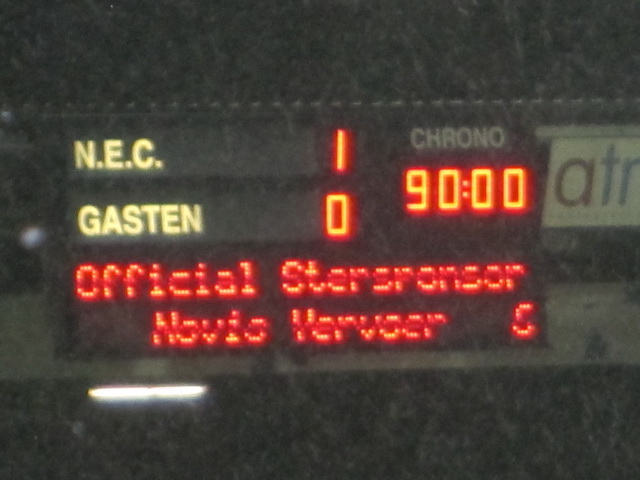 N.E.C. 1
CHRONO
90:00
GASTEN 0
Official Stersponsor
Novio Vervoer G